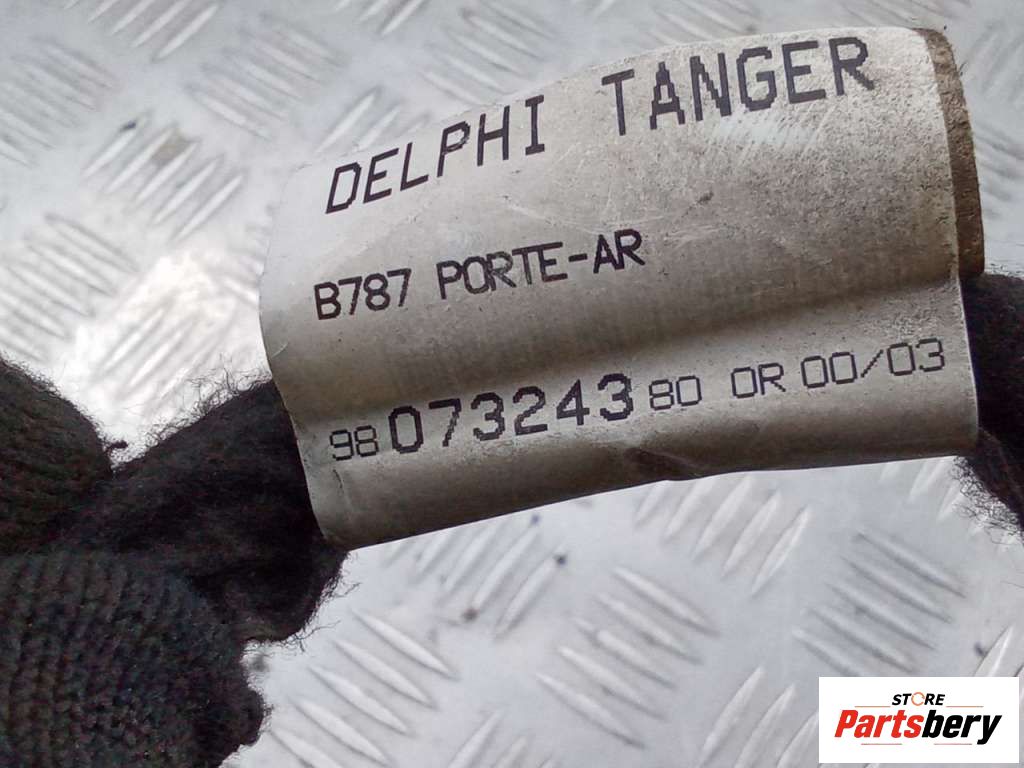 DELPHI TANGER
B787 PORTE-AR
98 073243 80 OR 00/03
STORE
Partsbery